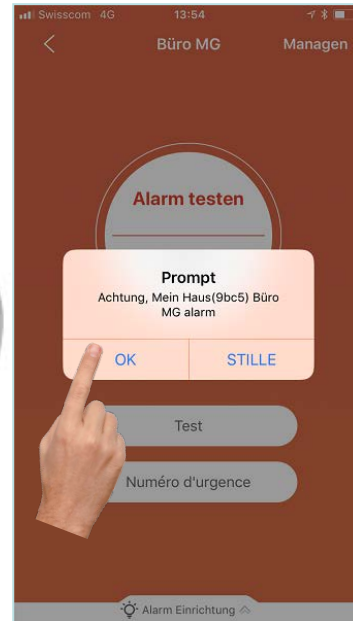 Swisscom 4G 13:54
Büro MG Managen
Alarm testen
Prompt
Achtung, Mein Haus(9bc5) Büro
MG alarm
OK STILLE
Test
Numéro d'urgence
Alarm Einrichtung